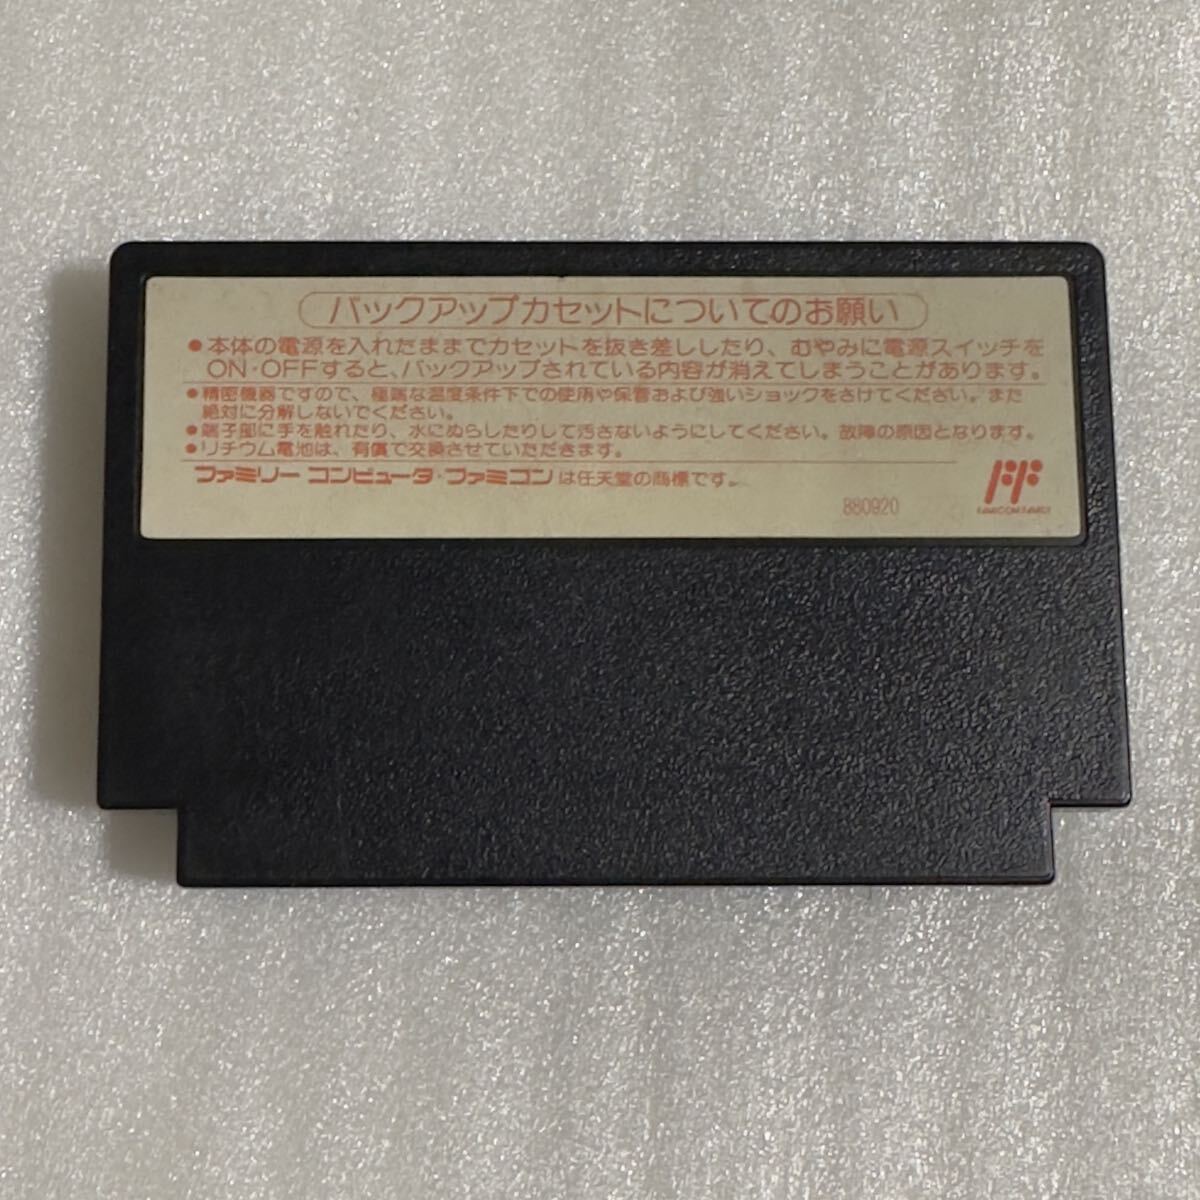 バックアップカセットについてのお願い
●本体の電源を入れたままでカセットを抜き差ししたり、むやみに電源スイッチを
ON・OFFすると、バックアップされている内容が消えてしまうことがあります。
●精密機器ですので、極端な温度条件下での使用や保管および強いショックをさけてください。また
絶対に分解しないでください。
●端子部に手を触れたり、水にぬらしたりして汚さないようにしてください。故障の原因となります。
●リチウム電池は、有償で交換させていただきます。
ファミリー コンピュータ・ファミコンは任天堂の商標です。
880920
FAMICOM FAMILY